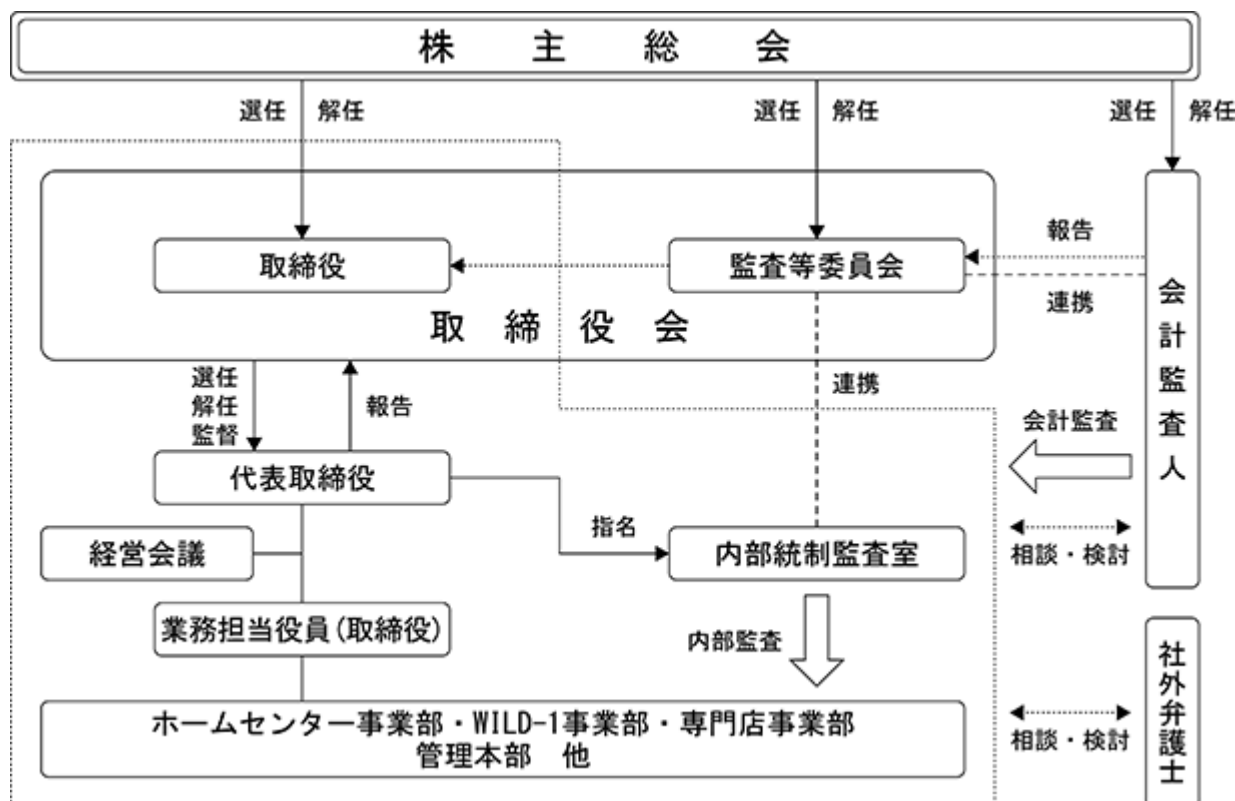 株主総会
選任 解任
選任 解任
選任 解任
取締役
監査等委員会
報告
連携
取締役会
会計監査人
選任
解任
監督
報告
連携
会計監査
代表取締役
指名
経営会議
内部統制監査室
相談・検討
業務担当役員(取締役)
内部監査
社外弁護士
ホームセンター事業部・WILD-1事業部・専門店事業部
管理本部 他
相談・検討